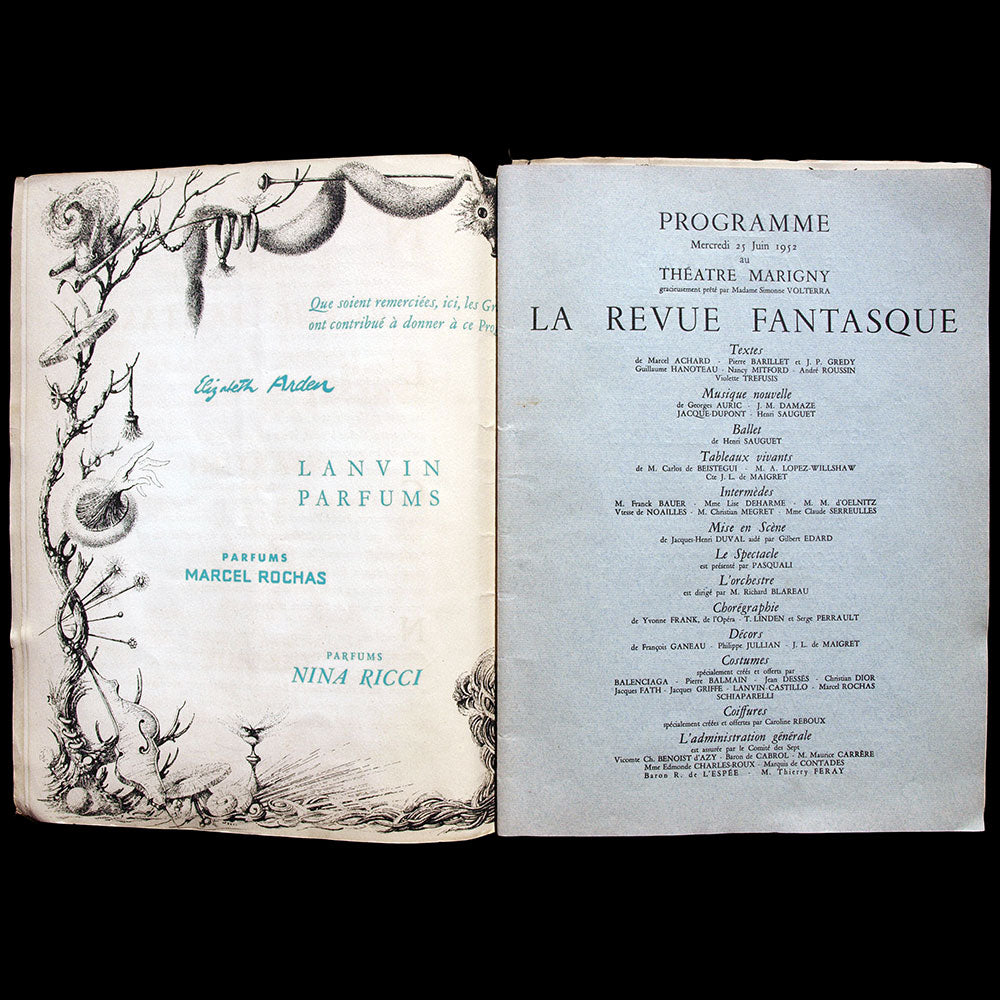 Que soient remerciées, ici, les Gr
ont contribué à donner à ce Pro
Elizabeth Arden
LANVIN
PARFUMS
PARFUMS
MARCEL ROCHAS
PARFUMS
NINA RICCI
PROGRAMME
Mercredi 25 Juin 1952
au
THÉATRE MARIGNY
gracieusement prêté par Madame Simonne VOLTERRA
LA REVUE FANTASQUE
Textes
de Marcel ACHARD - Pierre BARILLET et J. P. GREDY
Guillaume HANOTEAU - Nancy MITFORD - André ROUSSIN
Violette TREFUSIS
Musique nouvelle
de Georges AURIC - J. M. DAMAZE
JACQUE-DUPONT - Henri SAUGUET
Ballet
de Henri SAUGUET
Tableaux vivants
de M. Carlos de BEISTEGUI - M. A. LOPEZ-WILLSHAW
Cte J. L. de MAIGRET
Intermèdes
M. Franck BAUER - Mme Lise DEHARME - M. M. d'OELNITZ
Vtesse de NOAILLES - M. Christian MEGRET - Mme Claude SERREULLES
Mise en Scène
de Jacques-Henri DUVAL aidé par Gilbert EDARD
Le Spectacle
est présenté par PASQUALI
L'orchestre
est dirigé par M. Richard BLAREAU
Chorégraphie
de Yvonne FRANK, de l'Opéra - T. LINDEN et Serge PERRAULT
Décors
de François GANEAU - Philippe JULLIAN - J. L. de MAIGRET
Costumes
spécialement créés et offerts par
BALENCIAGA - Pierre BALMAIN - Jean DESSÈS - Christian DIOR
Jacques FATH - Jacques GRIFFE - LANVIN CASTILLO - Marcel ROCHAS
SCHIAPARELLI
Coiffures
spécialement créées et offertes par Caroline REBOUX
L'administration générale
est assurée par le Comité des Sept
Vicomte Ch. BENOIST d'AZY - Baron de CABROL - M. Maurice CARRÈRE
Mme Edmonde CHARLES-ROUX - Marquis de CONTADES
Baron R. de L'ESPÉE - M. Thierry FERAY